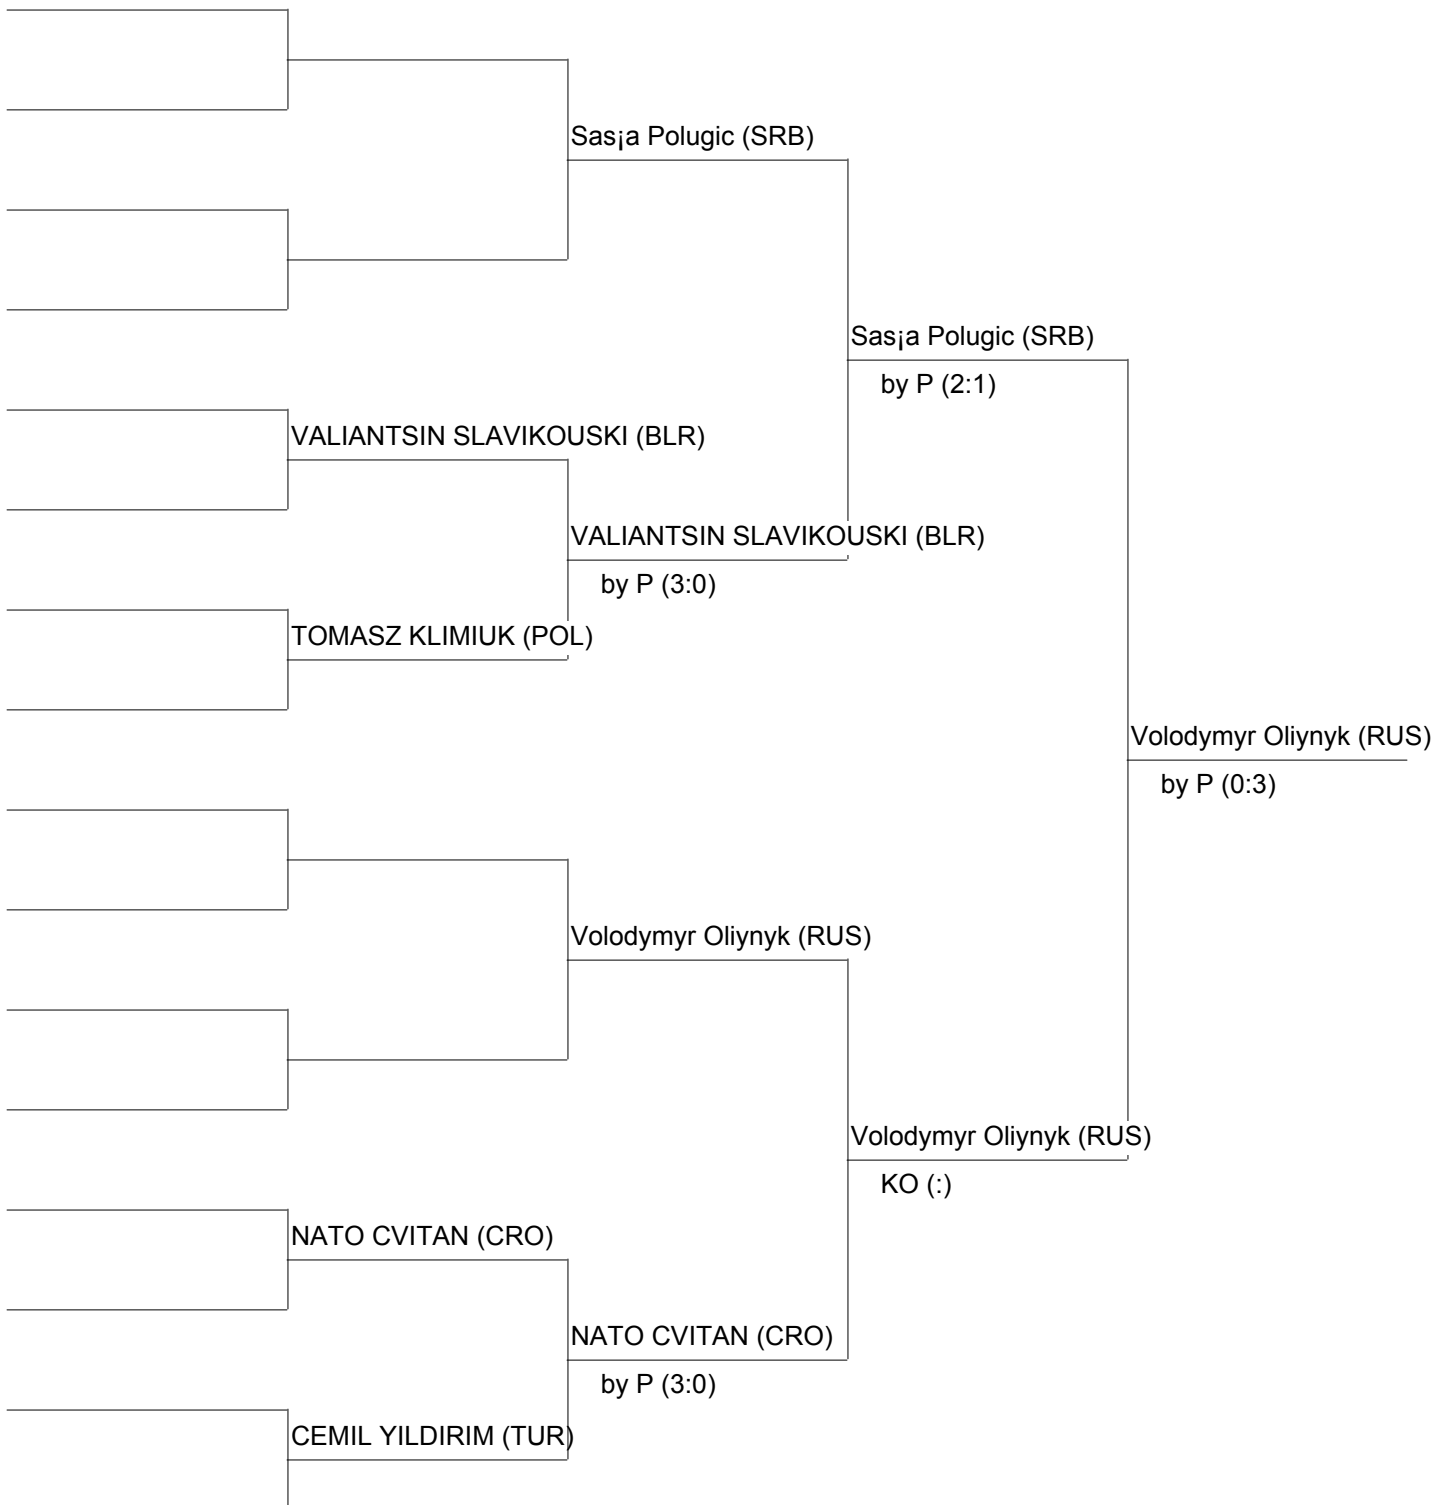 Sas¡a Polugic (SRB)
Sas¡a Polugic (SRB)
by P (2:1)
VALIANTSIN SLAVIKOUSKI (BLR)
VALIANTSIN SLAVIKOUSKI (BLR)
by P (3:0)
TOMASZ KLIMIUK (POL)
Volodymyr Oliynyk (RUS)
by P (0:3)
Volodymyr Oliynyk (RUS)
Volodymyr Oliynyk (RUS)
KO (:)
NATO CVITAN (CRO)
NATO CVITAN (CRO)
by P (3:0)
CEMIL YILDIRIM (TUR)